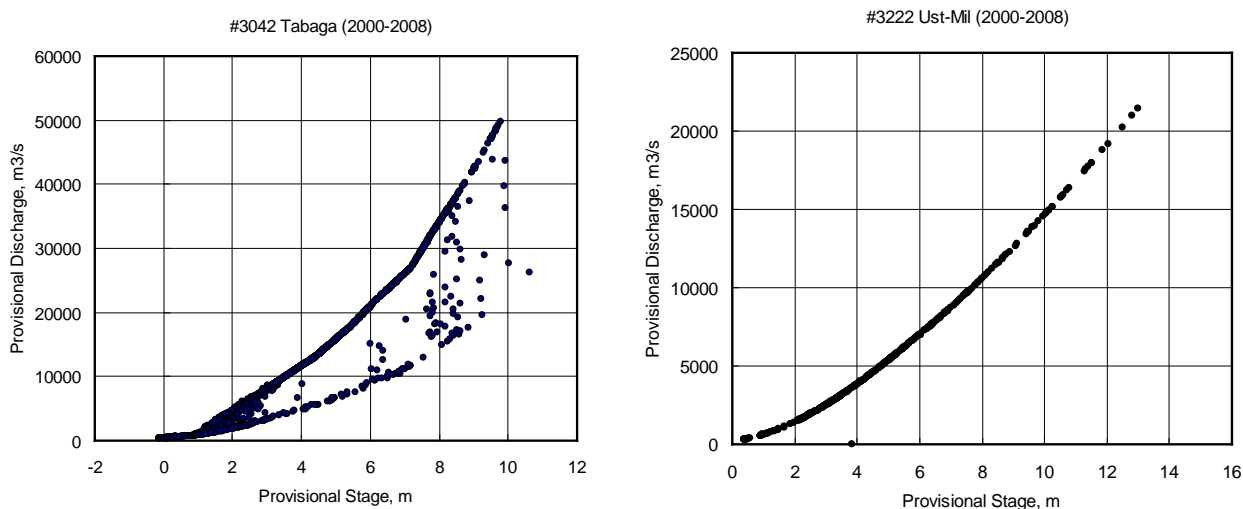 #3042 Tabaga (2000-2008)
60000
50000
40000
30000
20000
10000
0
-2 0 2 4 6 8 10 12
Provisional Discharge, m3/s
Provisional Stage, m
#3222 Ust-Mil (2000-2008)
25000
20000
15000
10000
5000
0
0 2 4 6 8 10 12 14 16
Provisional Discharge, m3/s
Provisional Stage, m